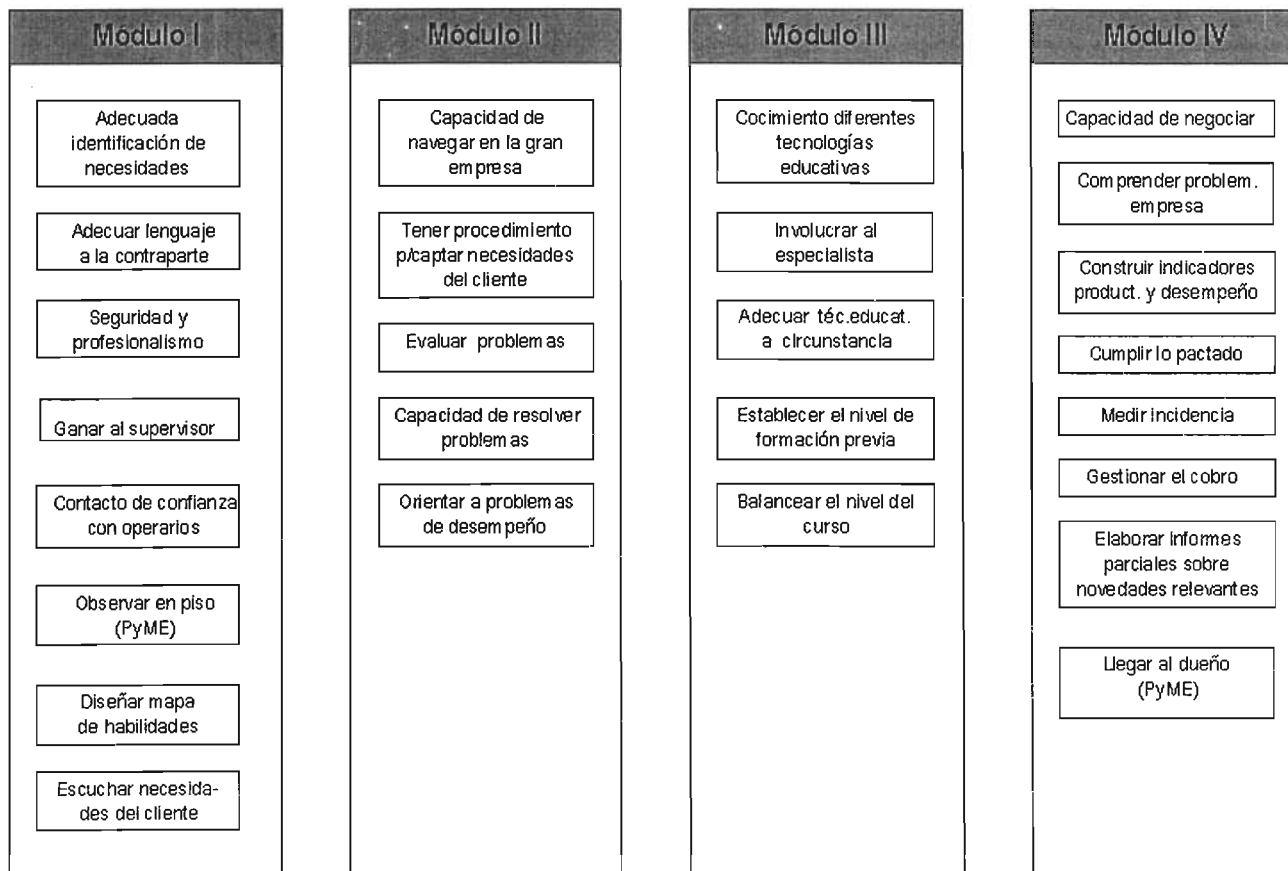 Módulo I
Adecuada
identificación de
necesidades
Adecuar lenguaje
a la contraparte
Seguridad y
profesionalismo
Ganar al supervisor
Contacto de confianza
con operarios
Observar en piso
(PyME)
Diseñar mapa
de habilidades
Escuchar necesida-
des del cliente
Módulo II
Capacidad de
navegar en la gran
empresa
Tener procedimiento
p/captar necesidades
del cliente
Evaluar problemas
Capacidad de resolver
problemas
Orientar a problemas
de desempeño
Módulo III
Cocimiento diferentes
tecnologías
educativas
Involucrar al
especialista
Adecuar téc.educat.
a circunstancia
Establecer el nivel de
formación previa
Balancear el nivel del
curso
Módulo IV
Capacidad de negociar
Comprender problem.
empresa
Construir indicadores
product. y desempeño
Cumplir lo pactado
Medir incidencia
Gestionar el cobro
Elaborar informes
parciales sobre
novedades relevantes
Llegar al dueño
(PyME)